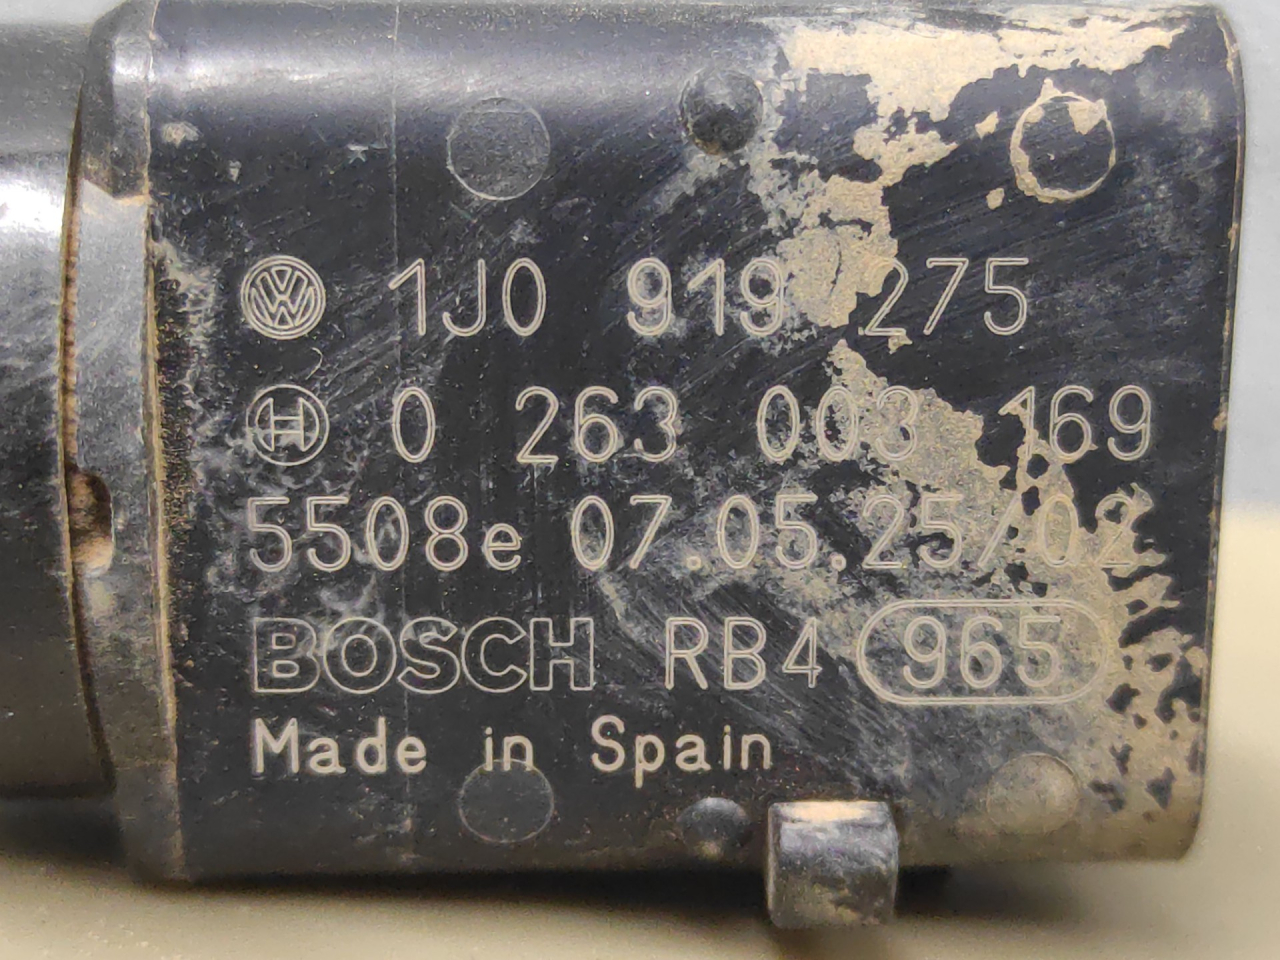 1J0 919 275
0 263 003 169
5508e 07.05.25/02
BOSCH RB4 965
Made in Spain